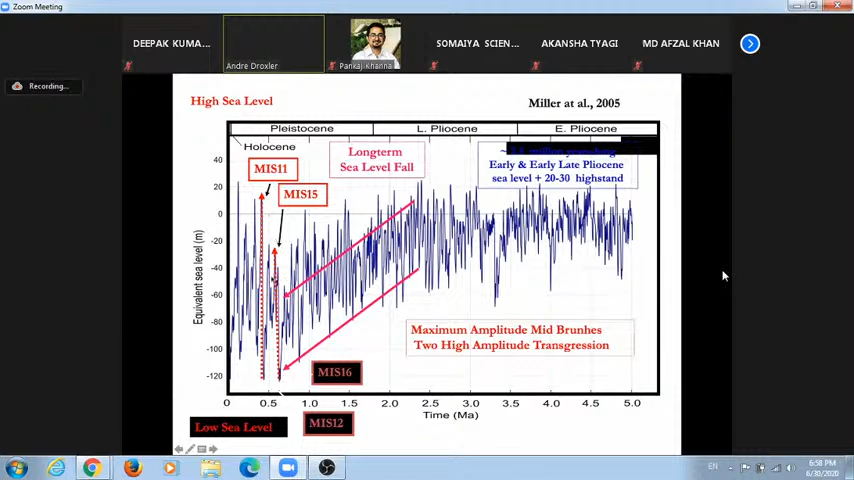 Zoom Meeting
DEEPAK KUMA...
Andre Droxler
Pankaj Khanna
SOMAIYA SCIEN...
AKANSHA TYAGI
MD AFZAL KHAN
Recording...
High Sea Level
Miller at al., 2005
Pleistocene
L. Pliocene
E. Pliocene
Holocene
MIS11
MIS15
Longterm
Sea Level Fall
Early & Early Late Pliocene
sea level + 20-30 highstand
Equivalent sea level (m)
40
20
0
-20
-40
-60
-80
-100
-120
Maximum Amplitude Mid Brunhes
Two High Amplitude Transgression
MIS16
0 0.5 1.0 1.5 2.0 2.5 3.0 3.5 4.0 4.5 5.0
Time (Ma)
MIS12
Low Sea Level
EN
6:58 PM
6/30/2020